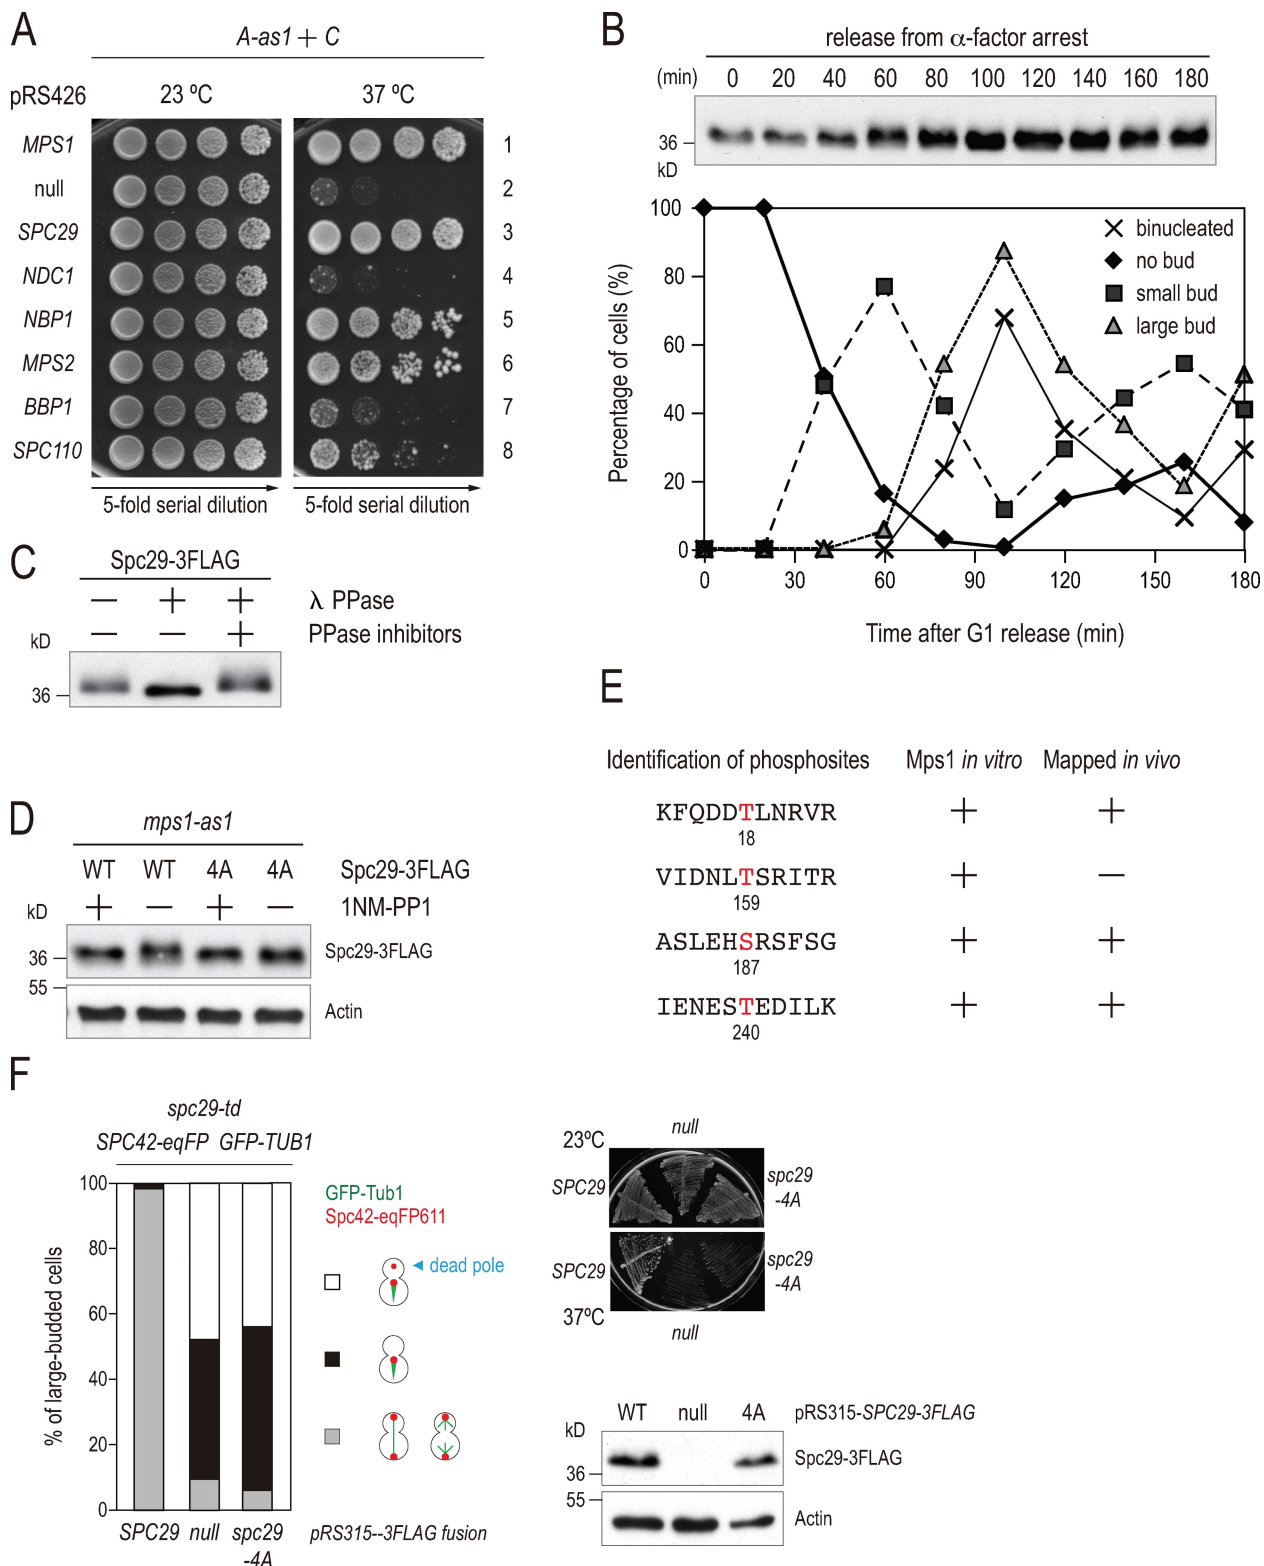 A
A-as1 + C
pRS426
23 ºC
37 ºC
MPS1
1
null
2
SPC29
3
NDC1
4
NBP1
5
MPS2
6
BBP1
7
SPC110
8
5-fold serial dilution
5-fold serial dilution
B
release from α-factor arrest
(min) 0 20 40 60 80 100 120 140 160 180
36
kD
100
80
60
40
20
0
Percentage of cells (%)
binucleated
no bud
small bud
large bud
0 30 60 90 120 150 180
Time after G1 release (min)
C
Spc29-3FLAG
− + + λ PPase
− − + PPase inhibitors
kD
36
D
mps1-as1
WT WT 4A 4A Spc29-3FLAG
+ − + − 1NM-PP1
kD
36
Spc29-3FLAG
55
Actin
E
Identification of phosphosites Mps1 in vitro Mapped in vivo
KFQDDTLNRVR + +
18
VIDNLTSRITR + −
159
ASLEHSRSFSG + +
187
IENESTEDILK + +
240
F
spc29-td
SPC42-eqFP GFP-TUB1
100
80
60
40
20
0
% of large-budded cells
SPC29 null spc29
-4A
pRS315--3FLAG fusion
GFP-Tub1
Spc42-eqFP611
dead pole
null
23ºC
SPC29
spc29
-4A
SPC29
spc29
-4A
37ºC
null
WT null 4A pRS315-SPC29-3FLAG
kD
36
Spc29-3FLAG
55
Actin